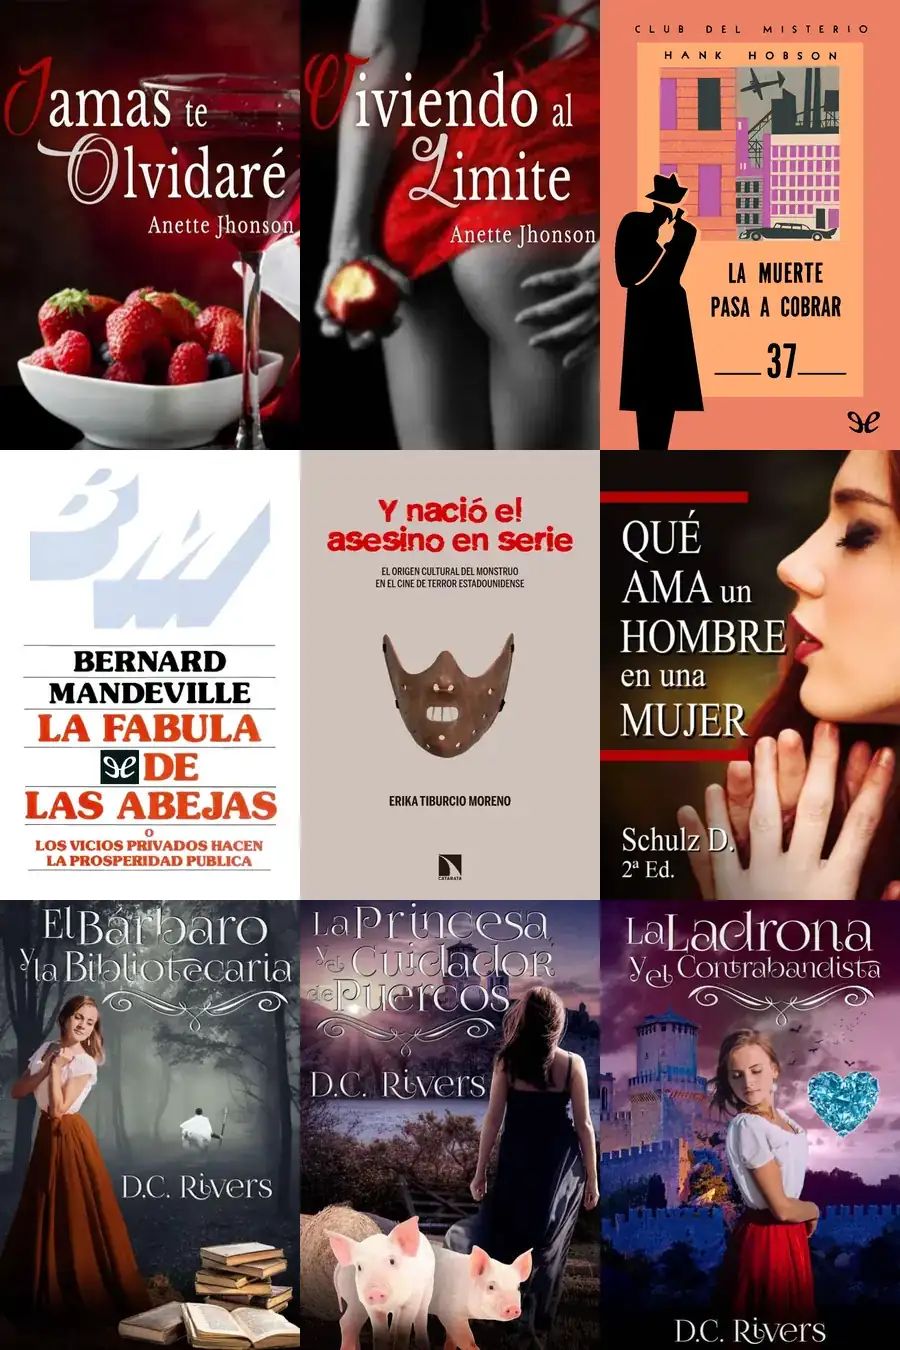 Jamas te
Olvidaré
Anette Jhonson
Viviendo al
Limite
Anette Jhonson
CLUB DEL MISTERIO
HANK HOBSON
LA MUERTE
PASA A COBRAR
37
BM
BERNARD
MANDEVILLE
LA FABULA
DE
LAS ABEJAS
O
LOS VICIOS PRIVADOS HACEN
LA PROSPERIDAD PUBLICA
Y nació el
asesino en serie
EL ORIGEN CULTURAL DEL MONSTRUO
EN EL CINE DE TERROR ESTADOUNIDENSE
ERIKA TIBURCIO MORENO
CATARATA
QUÉ
AMA un
HOMBRE
en una
MUJER
Schulz D.
2ª Ed.
El Bárbaro
y la Bibliotecaria
D.C. Rivers
La Princesa
y el Cuidador
de Puercos
D.C. Rivers
La Ladrona
y el Contrabandista
D.C. Rivers